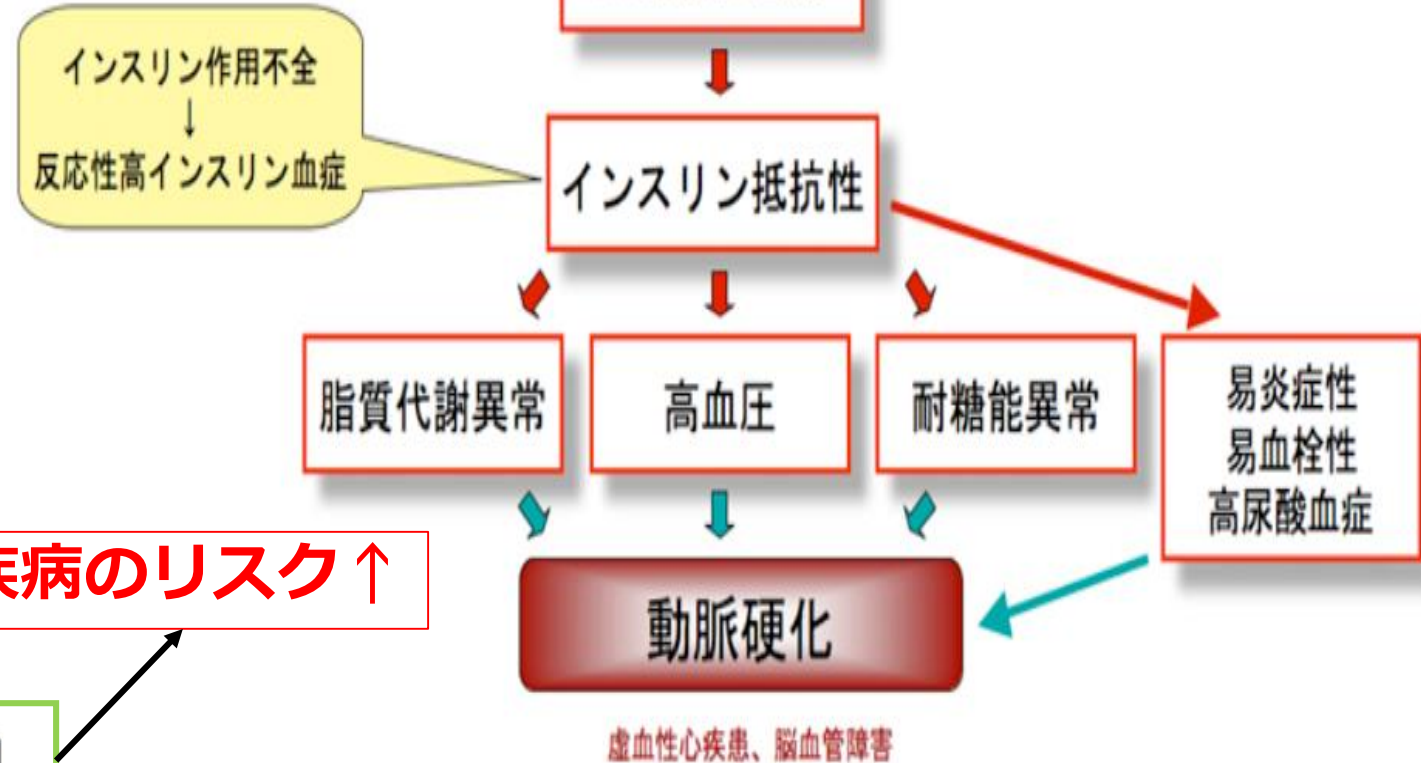 インスリン作用不全
↓
反応性高インスリン血症
インスリン抵抗性
脂質代謝異常
高血圧
耐糖能異常
易炎症性
易血栓性
高尿酸血症
疾病のリスク↑
動脈硬化
虚血性心疾患、脳血管障害